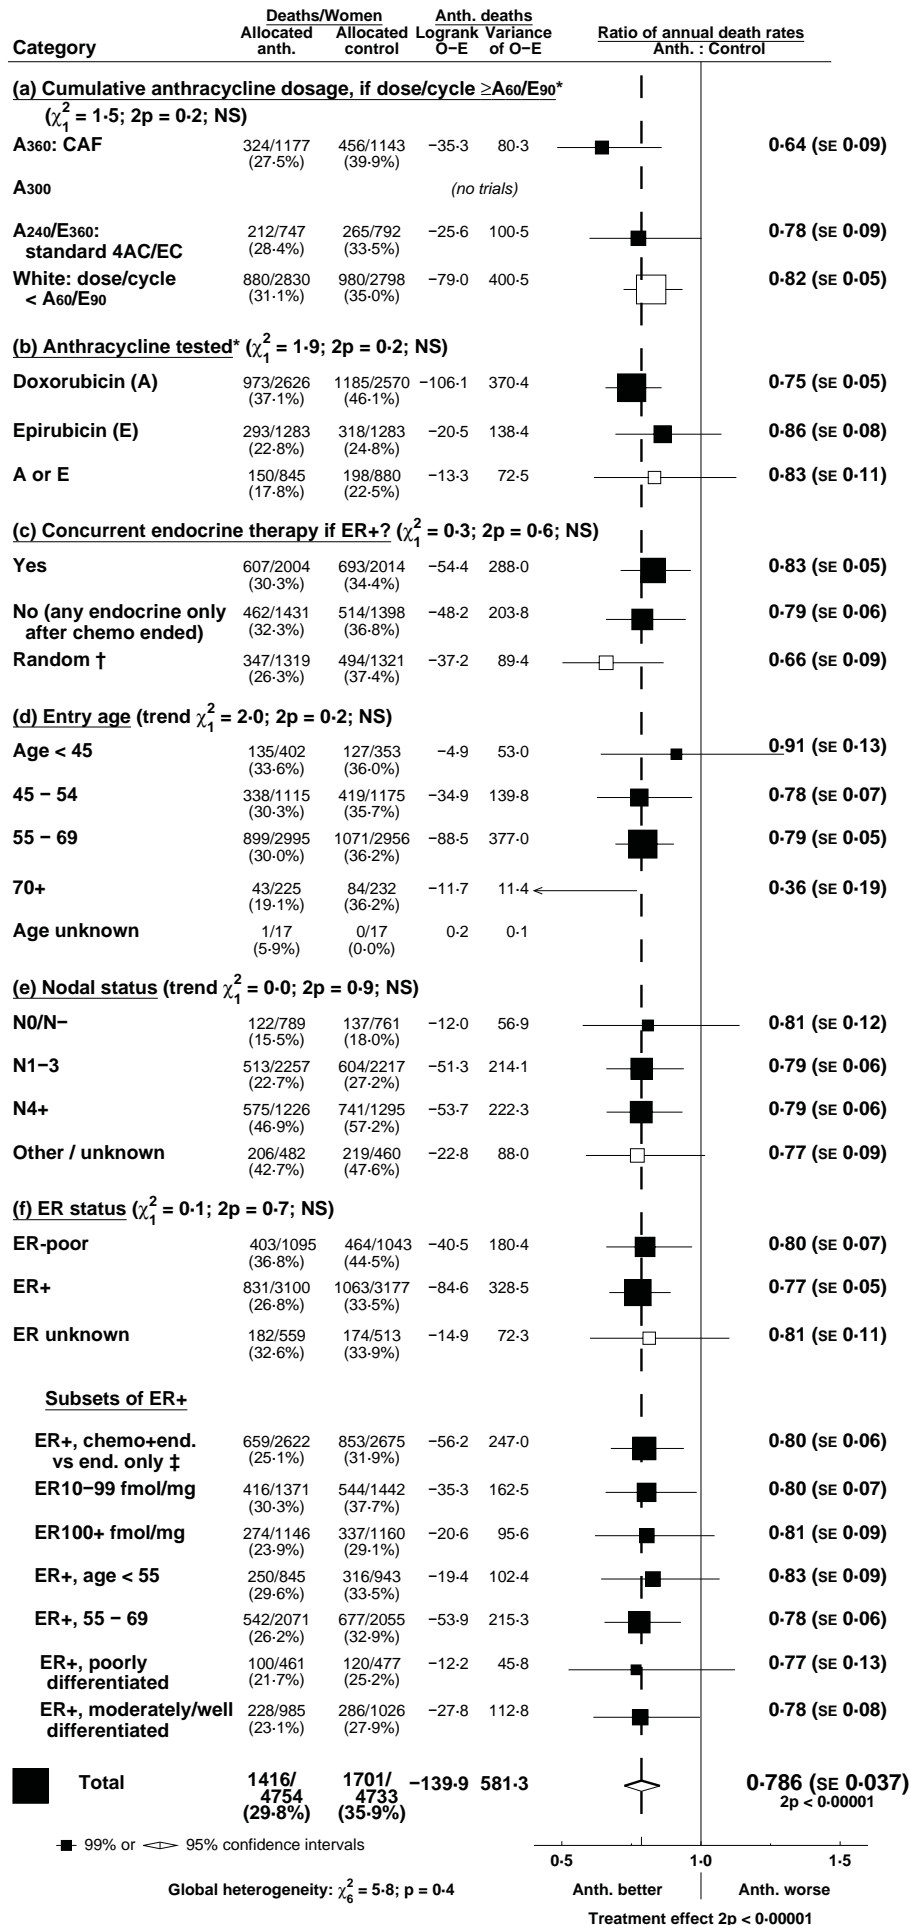 Deaths/Women Anth. deaths
Allocated Allocated Logrank Variance Ratio of annual death rates
Category anth. control O−E of O−E Anth. : Control
(a) Cumulative anthracycline dosage, if dose/cycle ≥A60/E90*
(χ²₁ = 1·5; 2p = 0·2; NS)
A360: CAF 324/1177 456/1143 −35·3 80·3 0·64 (SE 0·09)
(27·5%) (39·9%)
A300 (no trials)
A240/E360: 212/747 265/792 −25·6 100·5 0·78 (SE 0·09)
standard 4AC/EC (28·4%) (33·5%)
White: dose/cycle 880/2830 980/2798 −79·0 400·5 0·82 (SE 0·05)
< A60/E90 (31·1%) (35·0%)
(b) Anthracycline tested* (χ²₁ = 1·9; 2p = 0·2; NS)
Doxorubicin (A) 973/2626 1185/2570 −106·1 370·4 0·75 (SE 0·05)
(37·1%) (46·1%)
Epirubicin (E) 293/1283 318/1283 −20·5 138·4 0·86 (SE 0·08)
(22·8%) (24·8%)
A or E 150/845 198/880 −13·3 72·5 0·83 (SE 0·11)
(17·8%) (22·5%)
(c) Concurrent endocrine therapy if ER+? (χ²₁ = 0·3; 2p = 0·6; NS)
Yes 607/2004 693/2014 −54·4 288·0 0·83 (SE 0·05)
(30·3%) (34·4%)
No (any endocrine only 462/1431 514/1398 −48·2 203·8 0·79 (SE 0·06)
after chemo ended) (32·3%) (36·8%)
Random † 347/1319 494/1321 −37·2 89·4 0·66 (SE 0·09)
(26·3%) (37·4%)
(d) Entry age (trend χ²₁ = 2·0; 2p = 0·2; NS)
Age < 45 135/402 127/353 −4·9 53·0 0·91 (SE 0·13)
(33·6%) (36·0%)
45 − 54 338/1115 419/1175 −34·9 139·8 0·78 (SE 0·07)
(30·3%) (35·7%)
55 − 69 899/2995 1071/2956 −88·5 377·0 0·79 (SE 0·05)
(30·0%) (36·2%)
70+ 43/225 84/232 −11·7 11·4 0·36 (SE 0·19)
(19·1%) (36·2%)
Age unknown 1/17 0/17 0·2 0·1
(5·9%) (0·0%)
(e) Nodal status (trend χ²₁ = 0·0; 2p = 0·9; NS)
N0/N− 122/789 137/761 −12·0 56·9 0·81 (SE 0·12)
(15·5%) (18·0%)
N1−3 513/2257 604/2217 −51·3 214·1 0·79 (SE 0·06)
(22·7%) (27·2%)
N4+ 575/1226 741/1295 −53·7 222·3 0·79 (SE 0·06)
(46·9%) (57·2%)
Other / unknown 206/482 219/460 −22·8 88·0 0·77 (SE 0·09)
(42·7%) (47·6%)
(f) ER status (χ²₁ = 0·1; 2p = 0·7; NS)
ER-poor 403/1095 464/1043 −40·5 180·4 0·80 (SE 0·07)
(36·8%) (44·5%)
ER+ 831/3100 1063/3177 −84·6 328·5 0·77 (SE 0·05)
(26·8%) (33·5%)
ER unknown 182/559 174/513 −14·9 72·3 0·81 (SE 0·11)
(32·6%) (33·9%)
Subsets of ER+
ER+, chemo+end. 659/2622 853/2675 −56·2 247·0 0·80 (SE 0·06)
vs end. only ‡ (25·1%) (31·9%)
ER10−99 fmol/mg 416/1371 544/1442 −35·3 162·5 0·80 (SE 0·07)
(30·3%) (37·7%)
ER100+ fmol/mg 274/1146 337/1160 −20·6 95·6 0·81 (SE 0·09)
(23·9%) (29·1%)
ER+, age < 55 250/845 316/943 −19·4 102·4 0·83 (SE 0·09)
(29·6%) (33·5%)
ER+, 55 − 69 542/2071 677/2055 −53·9 215·3 0·78 (SE 0·06)
(26·2%) (32·9%)
ER+, poorly 100/461 120/477 −12·2 45·8 0·77 (SE 0·13)
differentiated (21·7%) (25·2%)
ER+, moderately/well 228/985 286/1026 −27·8 112·8 0·78 (SE 0·08)
differentiated (23·1%) (27·9%)
Total 1416/ 1701/ −139·9 581·3 0·786 (SE 0·037)
4754 4733 2p < 0·00001
(29·8%) (35·9%)
99% or 95% confidence intervals
0·5 1·0 1·5
Global heterogeneity: χ²₆ = 5·8; p = 0·4 Anth. better Anth. worse
Treatment effect 2p < 0·00001